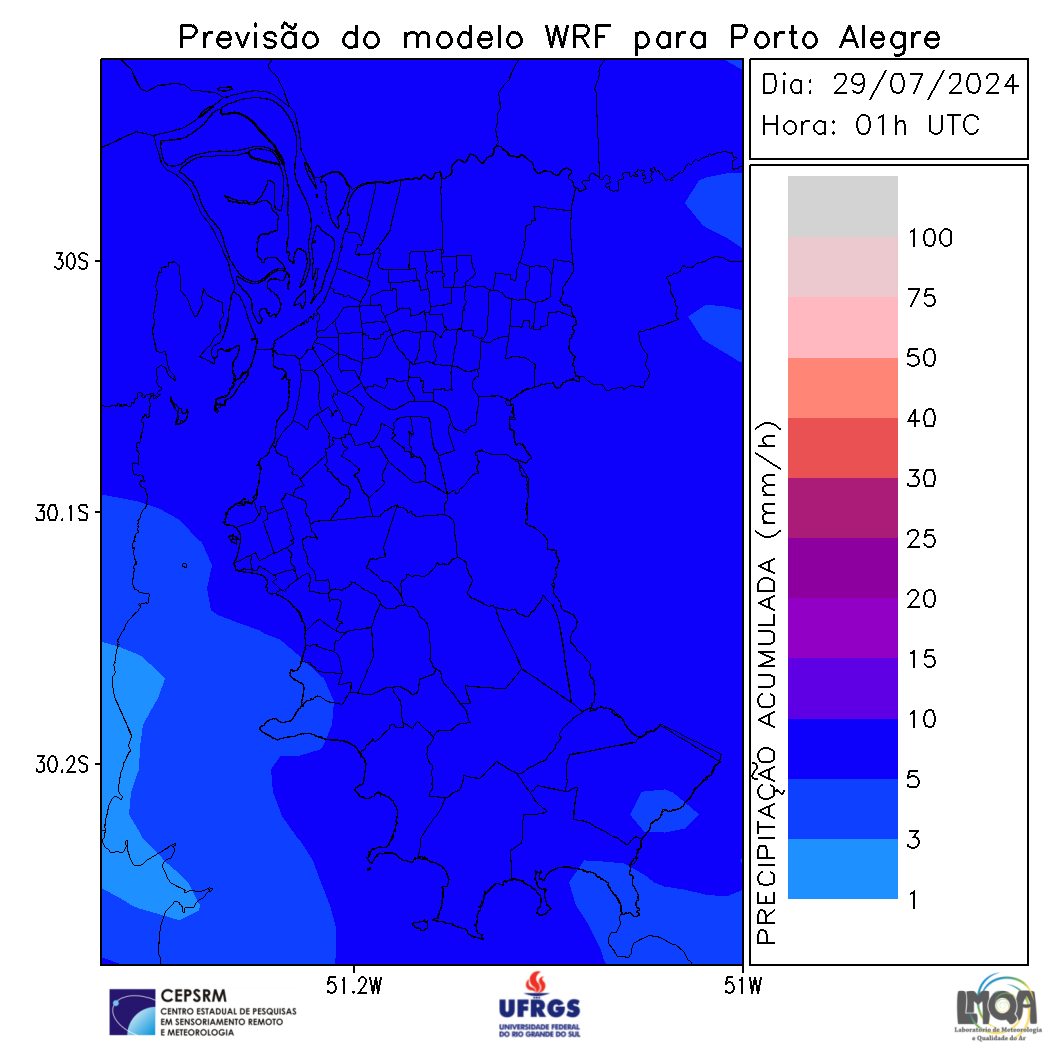 Previsão do modelo WRF para Porto Alegre
Dia: 29/07/2024
Hora: 01h UTC
30S
30.1S
30.2S
51.2W
51W
PRECIPITAÇÃO ACUMULADA (mm/h)
100
75
50
40
30
25
20
15
10
5
3
1
CEPSRM
CENTRO ESTADUAL DE PESQUISAS
EM SENSORIAMENTO REMOTO
E METEOROLOGIA
UFRGS
UNIVERSIDADE FEDERAL
DO RIO GRANDE DO SUL
LMQA
Laboratório de Meteorologia
e Qualidade do Ar